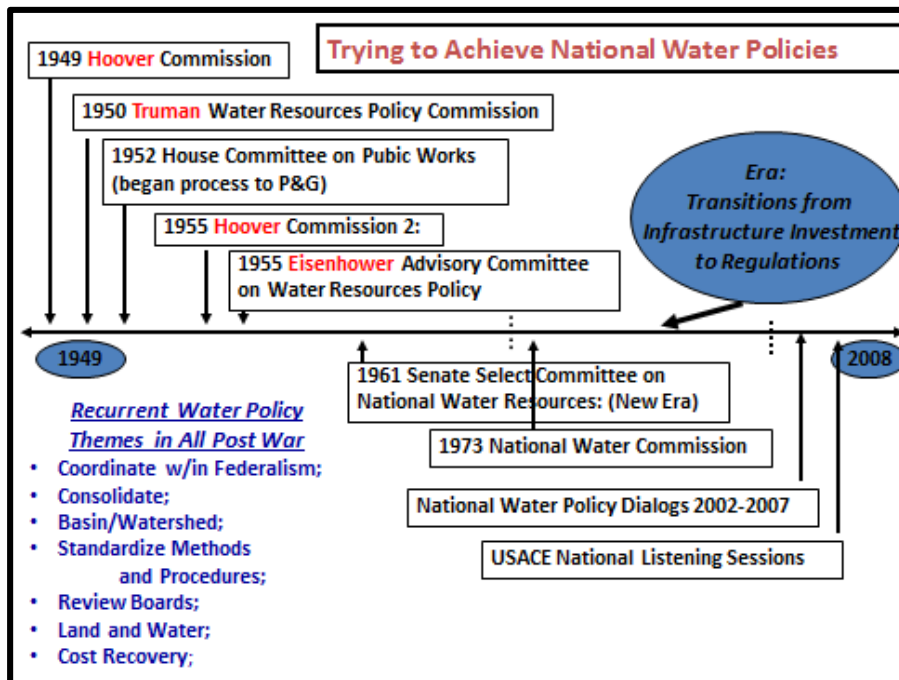 Trying to Achieve National Water Policies
1949 Hoover Commission
1950 Truman Water Resources Policy Commission
1952 House Committee on Pubic Works
(began process to P&G)
1955 Hoover Commission 2:
1955 Eisenhower Advisory Committee
on Water Resources Policy
Era:
Transitions from
Infrastructure Investment
to Regulations
1949
2008
1961 Senate Select Committee on
National Water Resources: (New Era)
1973 National Water Commission
National Water Policy Dialogs 2002-2007
USACE National Listening Sessions
Recurrent Water Policy
Themes in All Post War
• Coordinate w/in Federalism;
• Consolidate;
• Basin/Watershed;
• Standardize Methods
and Procedures;
• Review Boards;
• Land and Water;
• Cost Recovery;